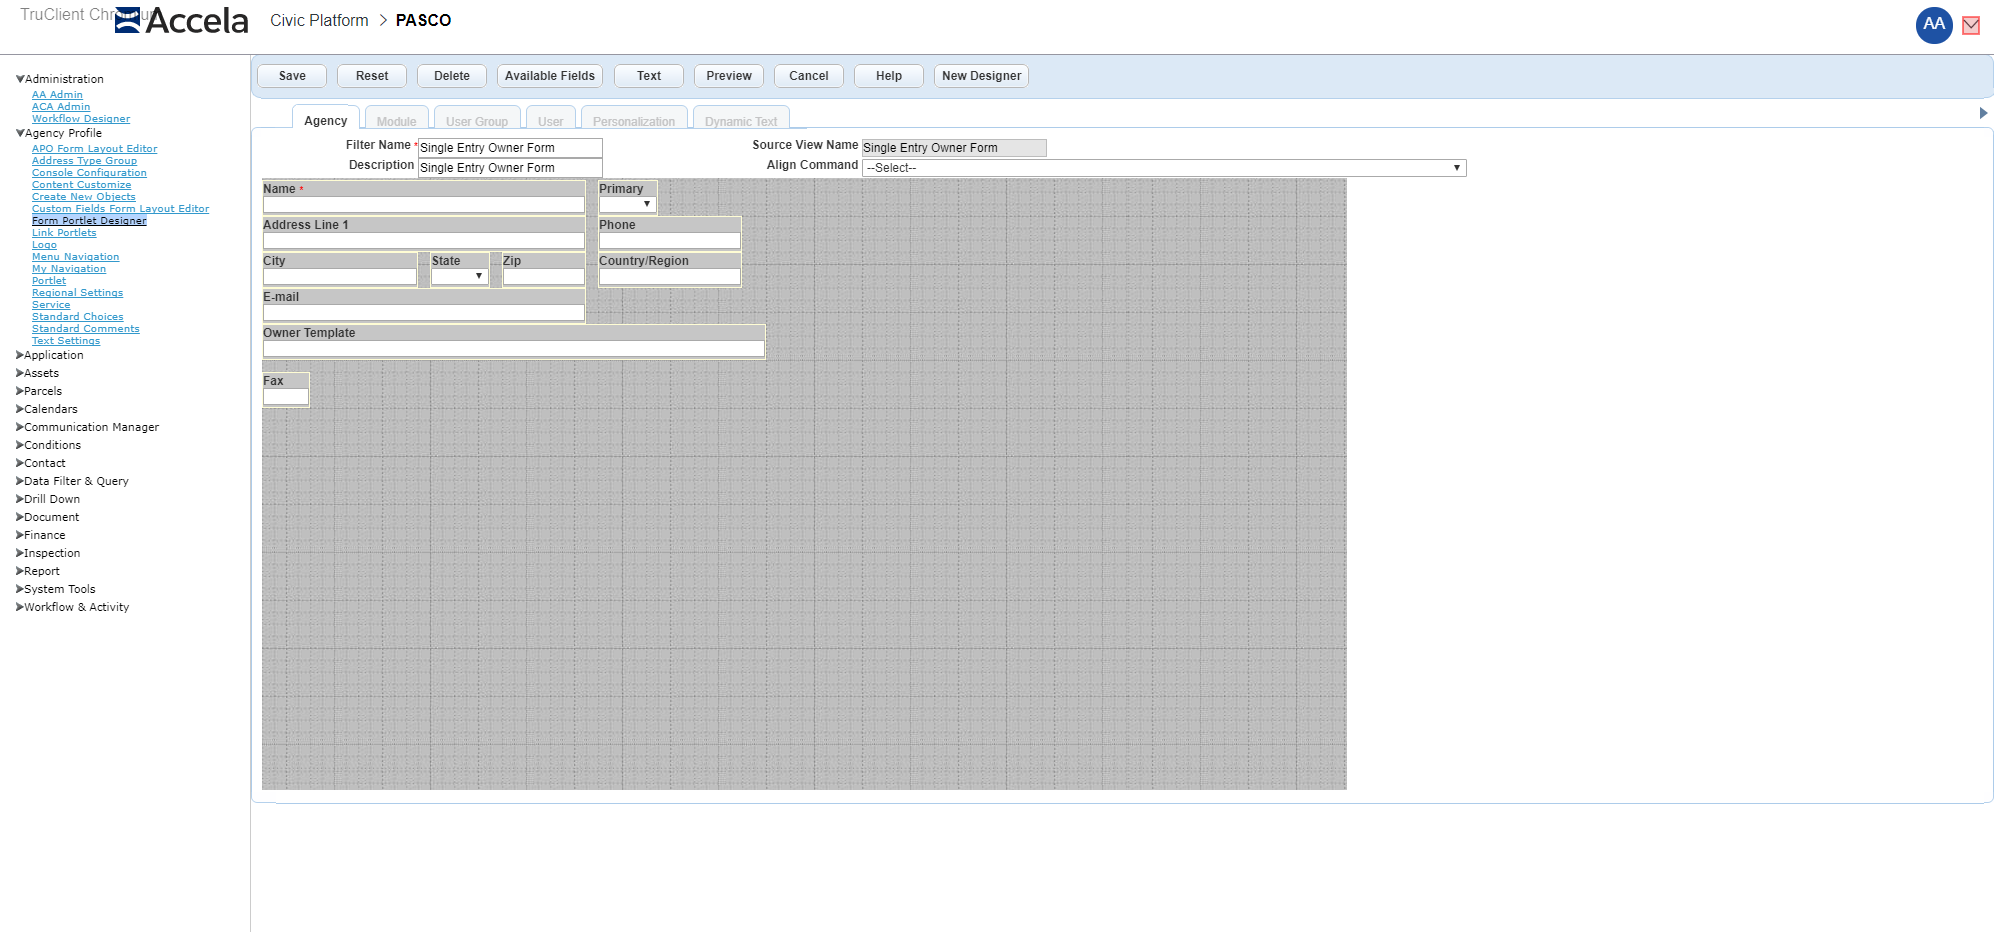 TruClient Chromium
Accela
Civic Platform > PASCO
AA
Administration
AA Admin
ACA Admin
Workflow Designer
Agency Profile
APO Form Layout Editor
Address Type Group
Console Configuration
Content Customize
Create New Objects
Custom Fields Form Layout Editor
Form Portlet Designer
Link Portlets
Logo
Menu Navigation
My Navigation
Portlet
Regional Settings
Service
Standard Choices
Standard Comments
Text Settings
Application
Assets
Parcels
Calendars
Communication Manager
Conditions
Contact
Data Filter & Query
Drill Down
Document
Finance
Inspection
Report
System Tools
Workflow & Activity
Save Reset Delete Available Fields Text Preview Cancel Help New Designer
Agency Module User Group User Personalization Dynamic Text
Filter Name * Single Entry Owner Form Source View Name Single Entry Owner Form
Description Single Entry Owner Form Align Command --Select--
Name * Primary
Address Line 1 Phone
City State Zip Country/Region
E-mail
Owner Template
Fax